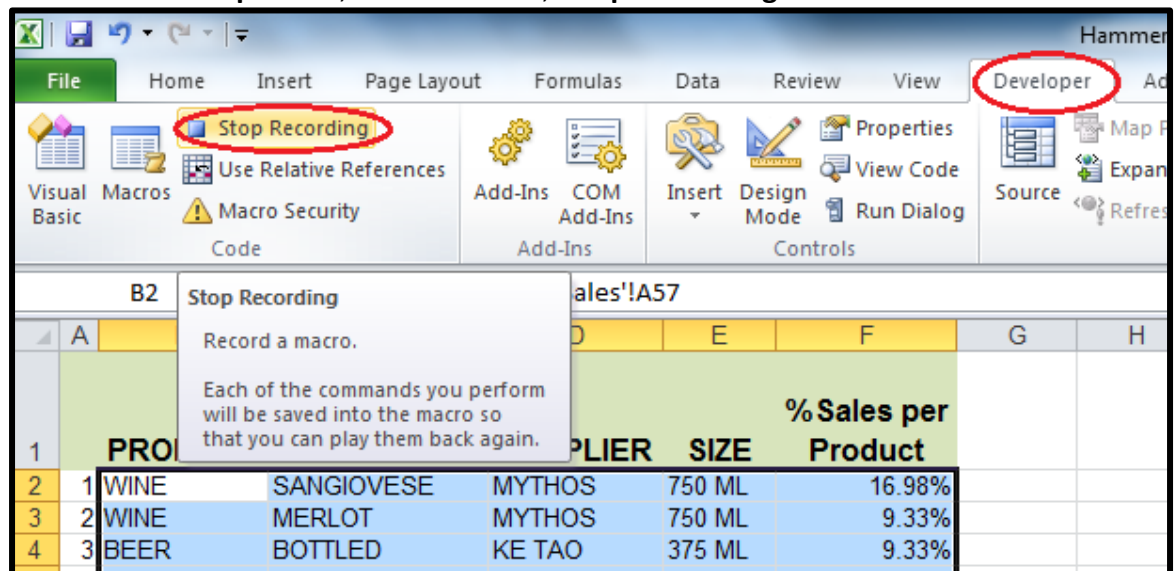 Hammer
File Home Insert Page Layout Formulas Data Review View Developer Ad
Stop Recording
Use Relative References
Macro Security
Visual Basic
Macros
Code
Add-Ins
COM Add-Ins
Add-Ins
Insert
Design Mode
Properties
View Code
Run Dialog
Controls
Source
Map
Expan
Refres
B2
ales'!A57
Stop Recording
Record a macro.
Each of the commands you perform
will be saved into the macro so
that you can play them back again.
A D E F G H
1 PROD PLIER SIZE % Sales per Product
2 1 WINE SANGIOVESE MYTHOS 750 ML 16.98%
3 2 WINE MERLOT MYTHOS 750 ML 9.33%
4 3 BEER BOTTLED KE TAO 375 ML 9.33%